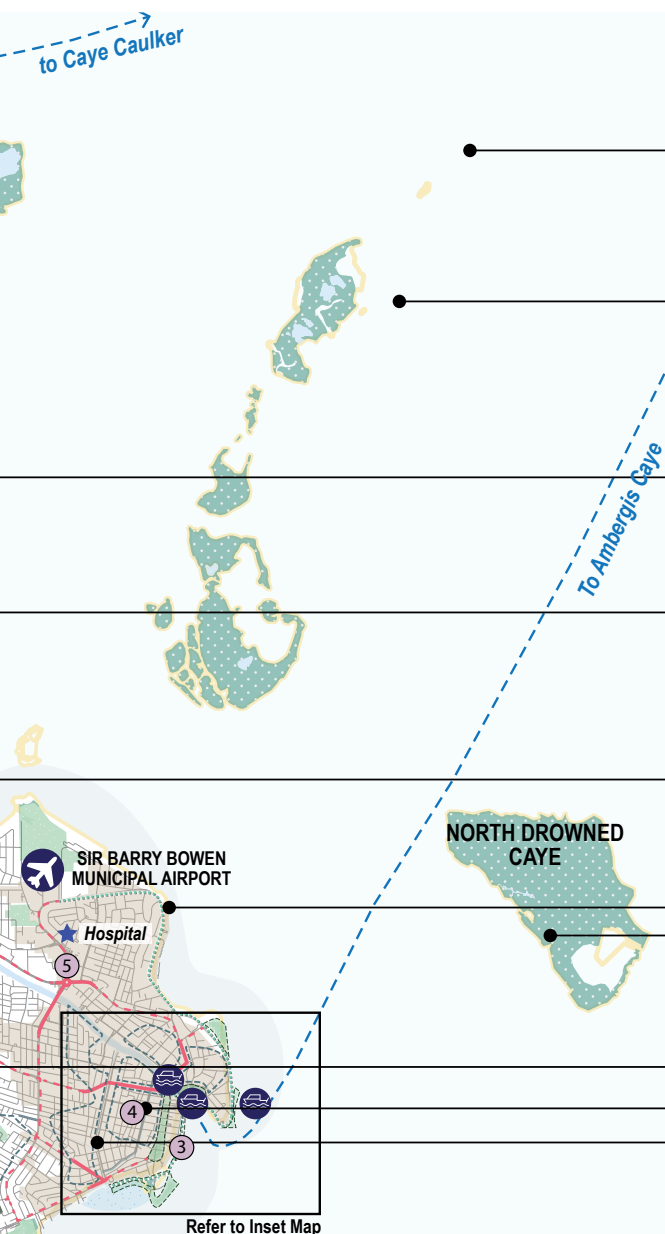 to Caye Caulker
To Ambergis Caye
NORTH DROWNED
CAYE
SIR BARRY BOWEN
MUNICIPAL AIRPORT
Hospital
5
4
3
Refer to Inset Map